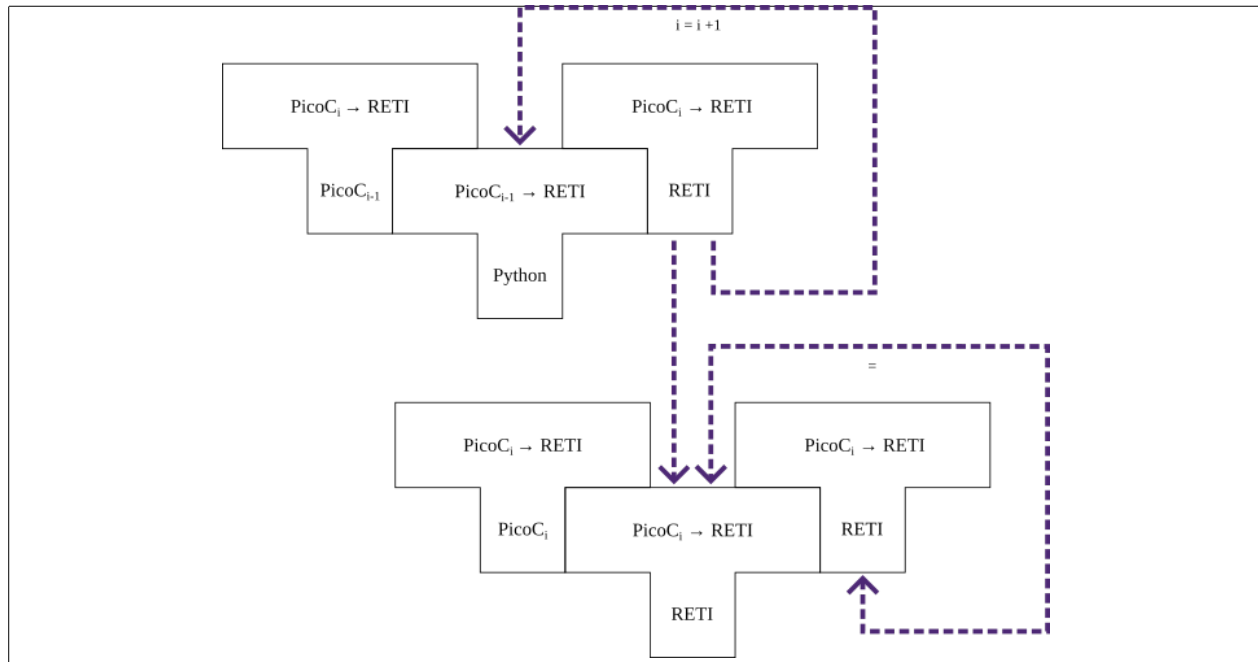 i = i +1
PicoCᵢ → RETI
PicoCᵢ → RETI
PicoCᵢ₋₁
PicoCᵢ₋₁ → RETI
RETI
Python
=
PicoCᵢ → RETI
PicoCᵢ → RETI
PicoCᵢ
PicoCᵢ → RETI
RETI
RETI